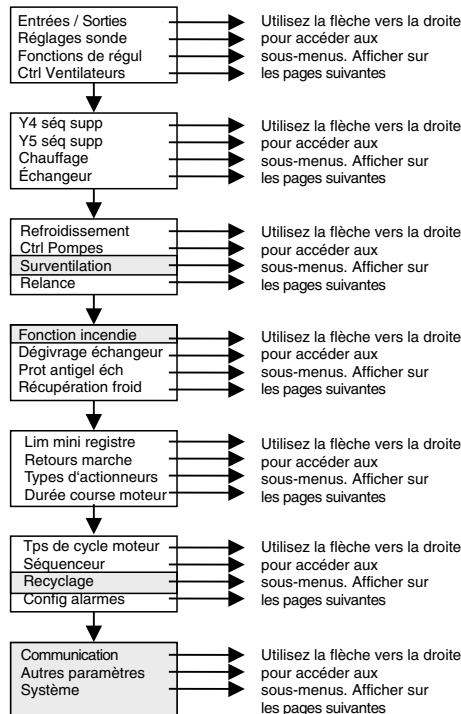 Entrées / Sorties
Réglages sonde
Fonctions de régul
Ctrl Ventilateurs
Utilisez la flèche vers la droite
pour accéder aux
sous-menus. Afficher sur
les pages suivantes
Y4 séq supp
Y5 séq supp
Chauffage
Échangeur
Utilisez la flèche vers la droite
pour accéder aux
sous-menus. Afficher sur
les pages suivantes
Refroidissement
Ctrl Pompes
Surventilation
Relance
Utilisez la flèche vers la droite
pour accéder aux
sous-menus. Afficher sur
les pages suivantes
Fonction incendie
Dégivrage échangeur
Prot antigel éch
Récupération froid
Utilisez la flèche vers la droite
pour accéder aux
sous-menus. Afficher sur
les pages suivantes
Lim mini registre
Retours marche
Types d‘actionneurs
Durée course moteur
Utilisez la flèche vers la droite
pour accéder aux
sous-menus. Afficher sur
les pages suivantes
Tps de cycle moteur
Séquenceur
Recyclage
Config alarmes
Utilisez la flèche vers la droite
pour accéder aux
sous-menus. Afficher sur
les pages suivantes
Communication
Autres paramètres
Système
Utilisez la flèche vers la droite
pour accéder aux
sous-menus. Afficher sur
les pages suivantes